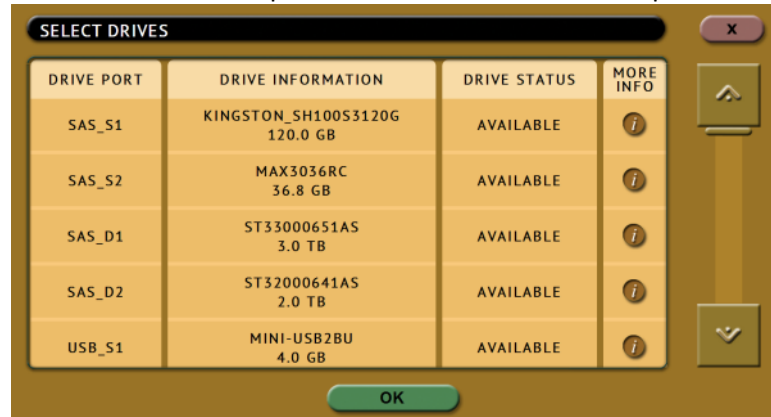 SELECT DRIVES
X
DRIVE PORT DRIVE INFORMATION DRIVE STATUS MORE INFO
SAS_S1 KINGSTON_SH100S3120G 120.0 GB AVAILABLE i
SAS_S2 MAX3036RC 36.8 GB AVAILABLE i
SAS_D1 ST33000651AS 3.0 TB AVAILABLE i
SAS_D2 ST32000641AS 2.0 TB AVAILABLE i
USB_S1 MINI-USB2BU 4.0 GB AVAILABLE i
OK